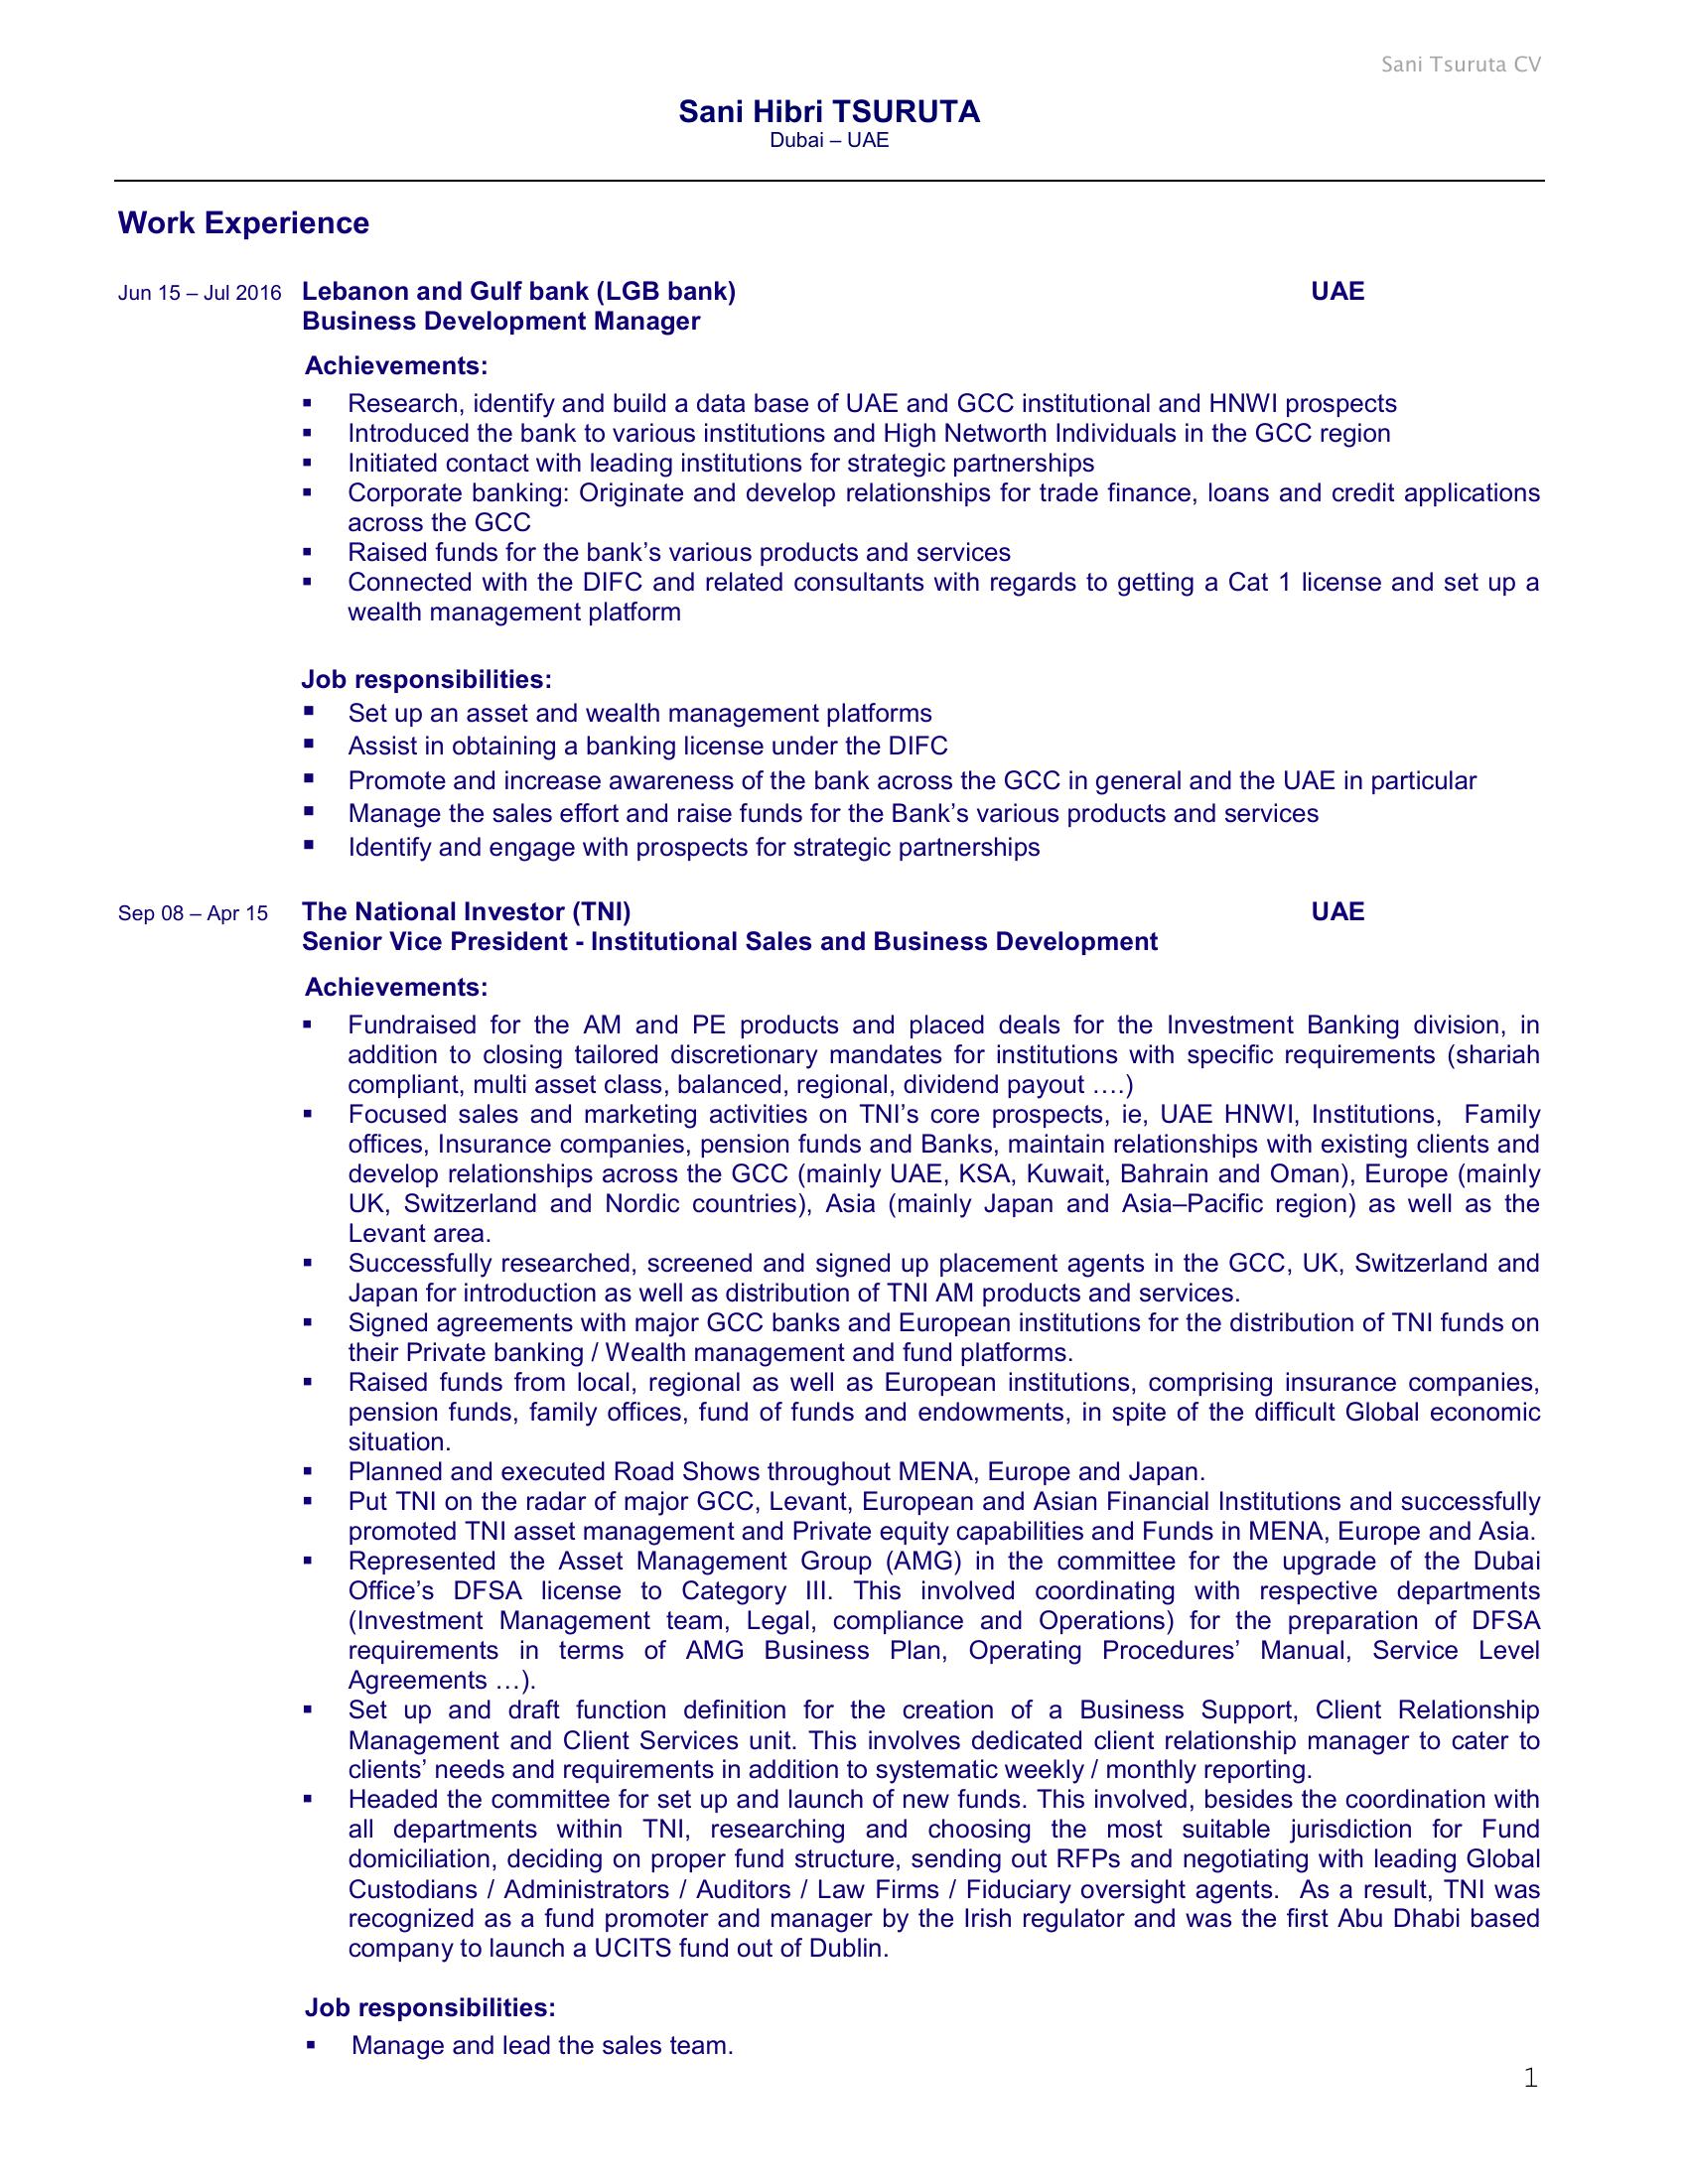 Sani Tsuruta CV
Sani Hibri TSURUTA
Dubai – UAE
Work Experience
Jun 15 – Jul 2016 Lebanon and Gulf bank (LGB bank) UAE
Business Development Manager
Achievements:
▪ Research, identify and build a data base of UAE and GCC institutional and HNWI prospects
▪ Introduced the bank to various institutions and High Networth Individuals in the GCC region
▪ Initiated contact with leading institutions for strategic partnerships
▪ Corporate banking: Originate and develop relationships for trade finance, loans and credit applications
across the GCC
▪ Raised funds for the bank’s various products and services
▪ Connected with the DIFC and related consultants with regards to getting a Cat 1 license and set up a
wealth management platform
Job responsibilities:
▪ Set up an asset and wealth management platforms
▪ Assist in obtaining a banking license under the DIFC
▪ Promote and increase awareness of the bank across the GCC in general and the UAE in particular
▪ Manage the sales effort and raise funds for the Bank’s various products and services
▪ Identify and engage with prospects for strategic partnerships
Sep 08 – Apr 15 The National Investor (TNI) UAE
Senior Vice President - Institutional Sales and Business Development
Achievements:
▪ Fundraised for the AM and PE products and placed deals for the Investment Banking division, in
addition to closing tailored discretionary mandates for institutions with specific requirements (shariah
compliant, multi asset class, balanced, regional, dividend payout ….)
▪ Focused sales and marketing activities on TNI’s core prospects, ie, UAE HNWI, Institutions, Family
offices, Insurance companies, pension funds and Banks, maintain relationships with existing clients and
develop relationships across the GCC (mainly UAE, KSA, Kuwait, Bahrain and Oman), Europe (mainly
UK, Switzerland and Nordic countries), Asia (mainly Japan and Asia–Pacific region) as well as the
Levant area.
▪ Successfully researched, screened and signed up placement agents in the GCC, UK, Switzerland and
Japan for introduction as well as distribution of TNI AM products and services.
▪ Signed agreements with major GCC banks and European institutions for the distribution of TNI funds on
their Private banking / Wealth management and fund platforms.
▪ Raised funds from local, regional as well as European institutions, comprising insurance companies,
pension funds, family offices, fund of funds and endowments, in spite of the difficult Global economic
situation.
▪ Planned and executed Road Shows throughout MENA, Europe and Japan.
▪ Put TNI on the radar of major GCC, Levant, European and Asian Financial Institutions and successfully
promoted TNI asset management and Private equity capabilities and Funds in MENA, Europe and Asia.
▪ Represented the Asset Management Group (AMG) in the committee for the upgrade of the Dubai
Office’s DFSA license to Category III. This involved coordinating with respective departments
(Investment Management team, Legal, compliance and Operations) for the preparation of DFSA
requirements in terms of AMG Business Plan, Operating Procedures’ Manual, Service Level
Agreements …).
▪ Set up and draft function definition for the creation of a Business Support, Client Relationship
Management and Client Services unit. This involves dedicated client relationship manager to cater to
clients’ needs and requirements in addition to systematic weekly / monthly reporting.
▪ Headed the committee for set up and launch of new funds. This involved, besides the coordination with
all departments within TNI, researching and choosing the most suitable jurisdiction for Fund
domiciliation, deciding on proper fund structure, sending out RFPs and negotiating with leading Global
Custodians / Administrators / Auditors / Law Firms / Fiduciary oversight agents. As a result, TNI was
recognized as a fund promoter and manager by the Irish regulator and was the first Abu Dhabi based
company to launch a UCITS fund out of Dublin.
Job responsibilities:
▪ Manage and lead the sales team.
1